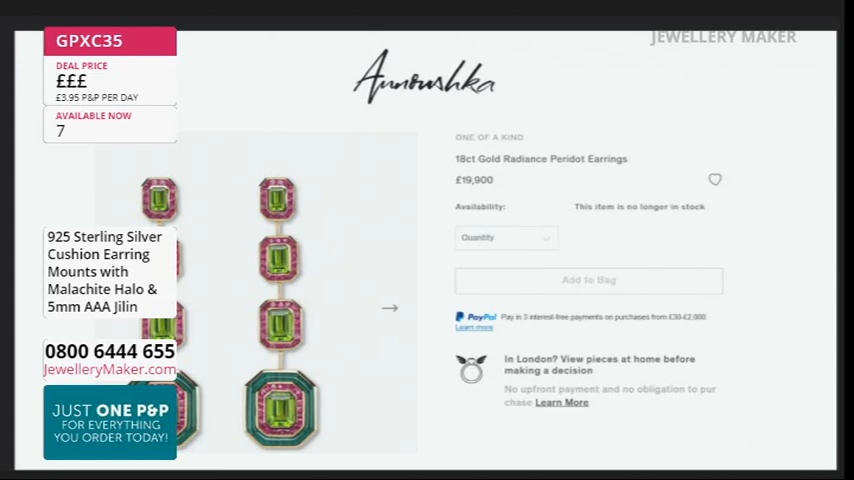 GPXC35
DEAL PRICE
£££
£3.95 P&P PER DAY
AVAILABLE NOW
7
925 Sterling Silver
Cushion Earring
Mounts with
Malachite Halo &
5mm AAA Jilin
0800 6444 655
JewelleryMaker.com
JUST ONE P&P
FOR EVERYTHING
YOU ORDER TODAY!
JEWELLERY MAKER
Annoushka
ONE OF A KIND
18ct Gold Radiance Peridot Earrings
£19,900
Availability: This item is no longer in stock
Quantity
Add to Bag
PayPal Pay in 3 interest-free payments on purchases from £30-£2,000.
Learn more
In London? View pieces at home before
making a decision
No upfront payment and no obligation to pur
chase Learn More